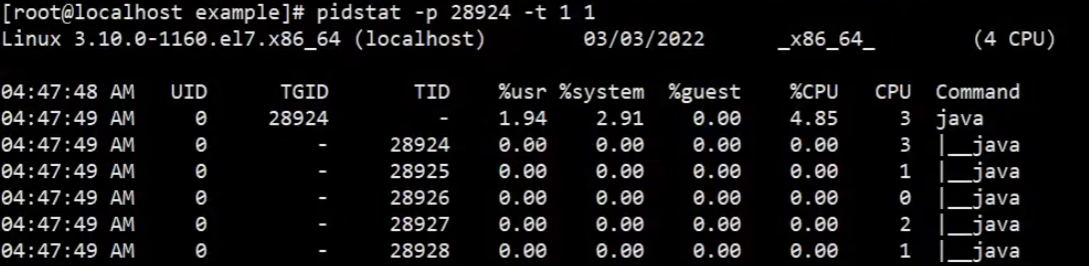 [root@localhost example]# pidstat -p 28924 -t 1 1
Linux 3.10.0-1160.el7.x86_64 (localhost) 03/03/2022 _x86_64_ (4 CPU)
04:47:48 AM UID TGID TID %usr %system %guest %CPU CPU Command
04:47:49 AM 0 28924 - 1.94 2.91 0.00 4.85 3 java
04:47:49 AM 0 - 28924 0.00 0.00 0.00 0.00 3 |__java
04:47:49 AM 0 - 28925 0.00 0.00 0.00 0.00 1 |__java
04:47:49 AM 0 - 28926 0.00 0.00 0.00 0.00 0 |__java
04:47:49 AM 0 - 28927 0.00 0.00 0.00 0.00 2 |__java
04:47:49 AM 0 - 28928 0.00 0.00 0.00 0.00 1 |__java